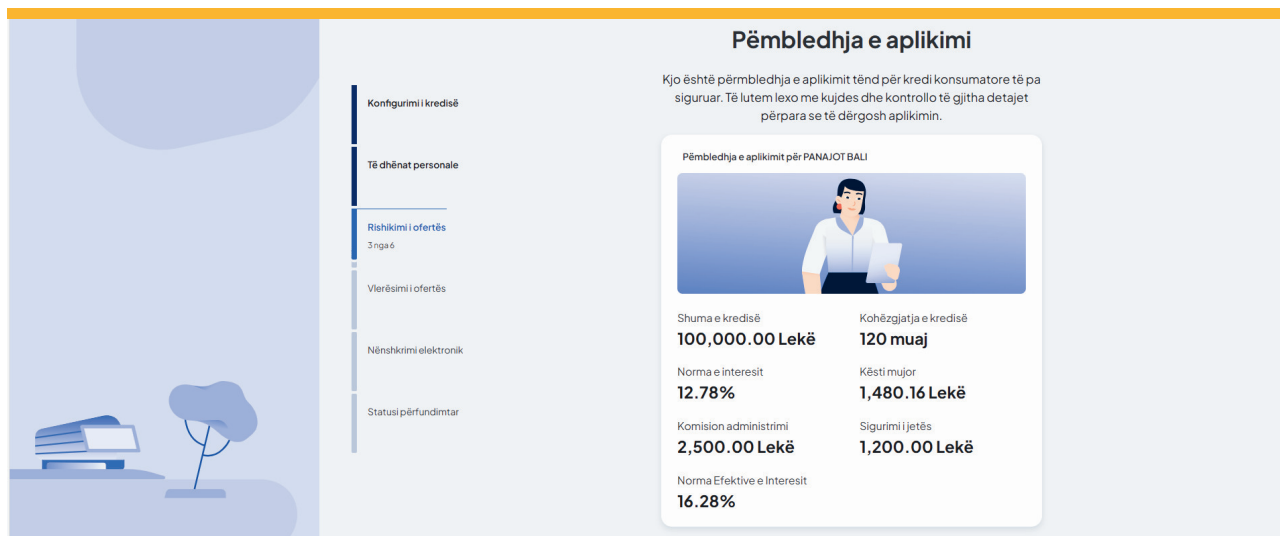 Pëmbledhja e aplikimi
Kjo është përmbledhja e aplikimit tënd për kredi konsumatore të pa
siguruar. Të lutem lexo me kujdes dhe kontrollo të gjitha detajet
përpara se të dërgosh aplikimin.
Konfigurimi i kredisë
Të dhënat personale
Rishikimi i ofertës
3 nga 6
Vlerësimi i ofertës
Nënshkrimi elektronik
Statusi përfundimtar
Pëmbledhja e aplikimit për PANAJOT BALI
Shuma e kredisë
100,000.00 Lekë
Kohëzgjatja e kredisë
120 muaj
Norma e interesit
12.78%
Kësti mujor
1,480.16 Lekë
Komision administrimi
2,500.00 Lekë
Sigurimi i jetës
1,200.00 Lekë
Norma Efektive e Interesit
16.28%